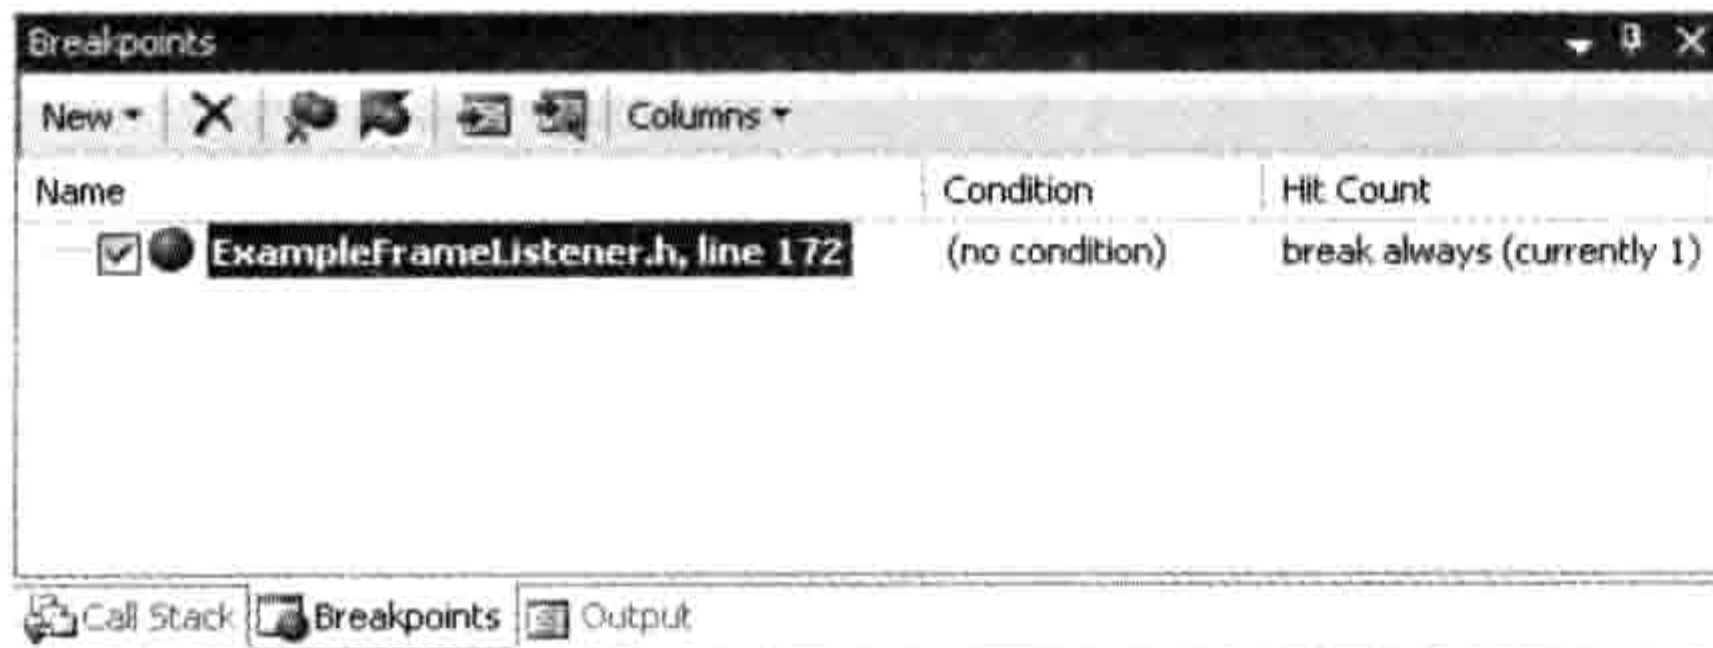 Breakpoints
New Columns
Name Condition Hit Count
ExampleFrameListener.h, line 172 (no condition) break always (currently 1)
Call Stack Breakpoints Output